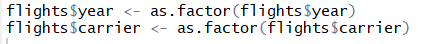 flights$year <- as.factor(flights$year)
flights$carrier <- as.factor(flights$carrier)